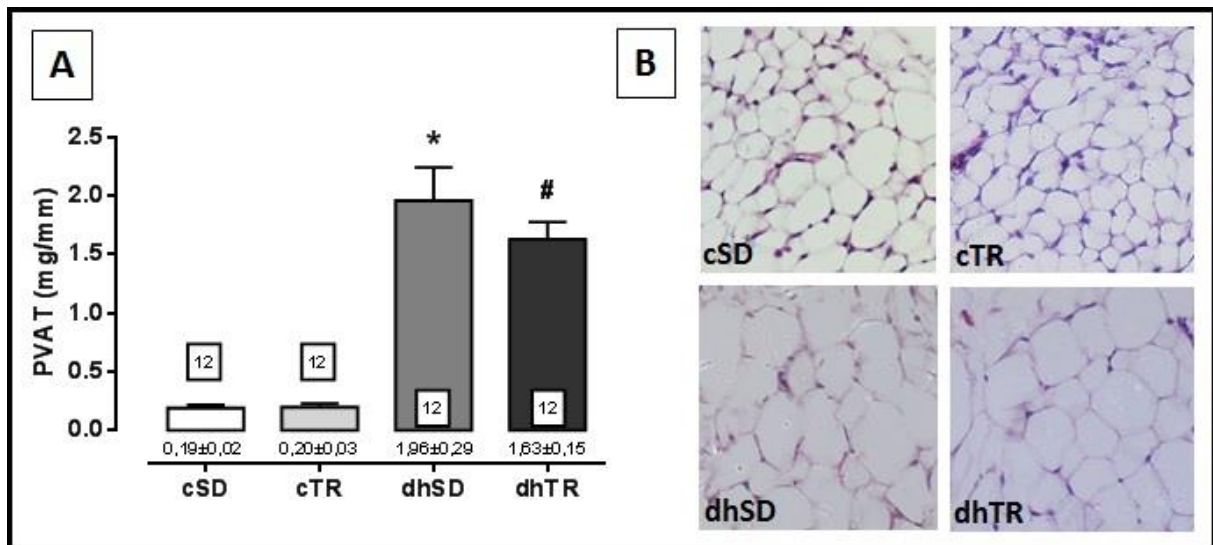 A
PVAT (mg/mm)
2.5
2.0
1.5
1.0
0.5
0.0
*
#
12
12
12
12
0,19±0,02
0,20±0,03
1,96±0,29
1,63±0,15
cSD
cTR
dhSD
dhTR
B
cSD
cTR
dhSD
dhTR